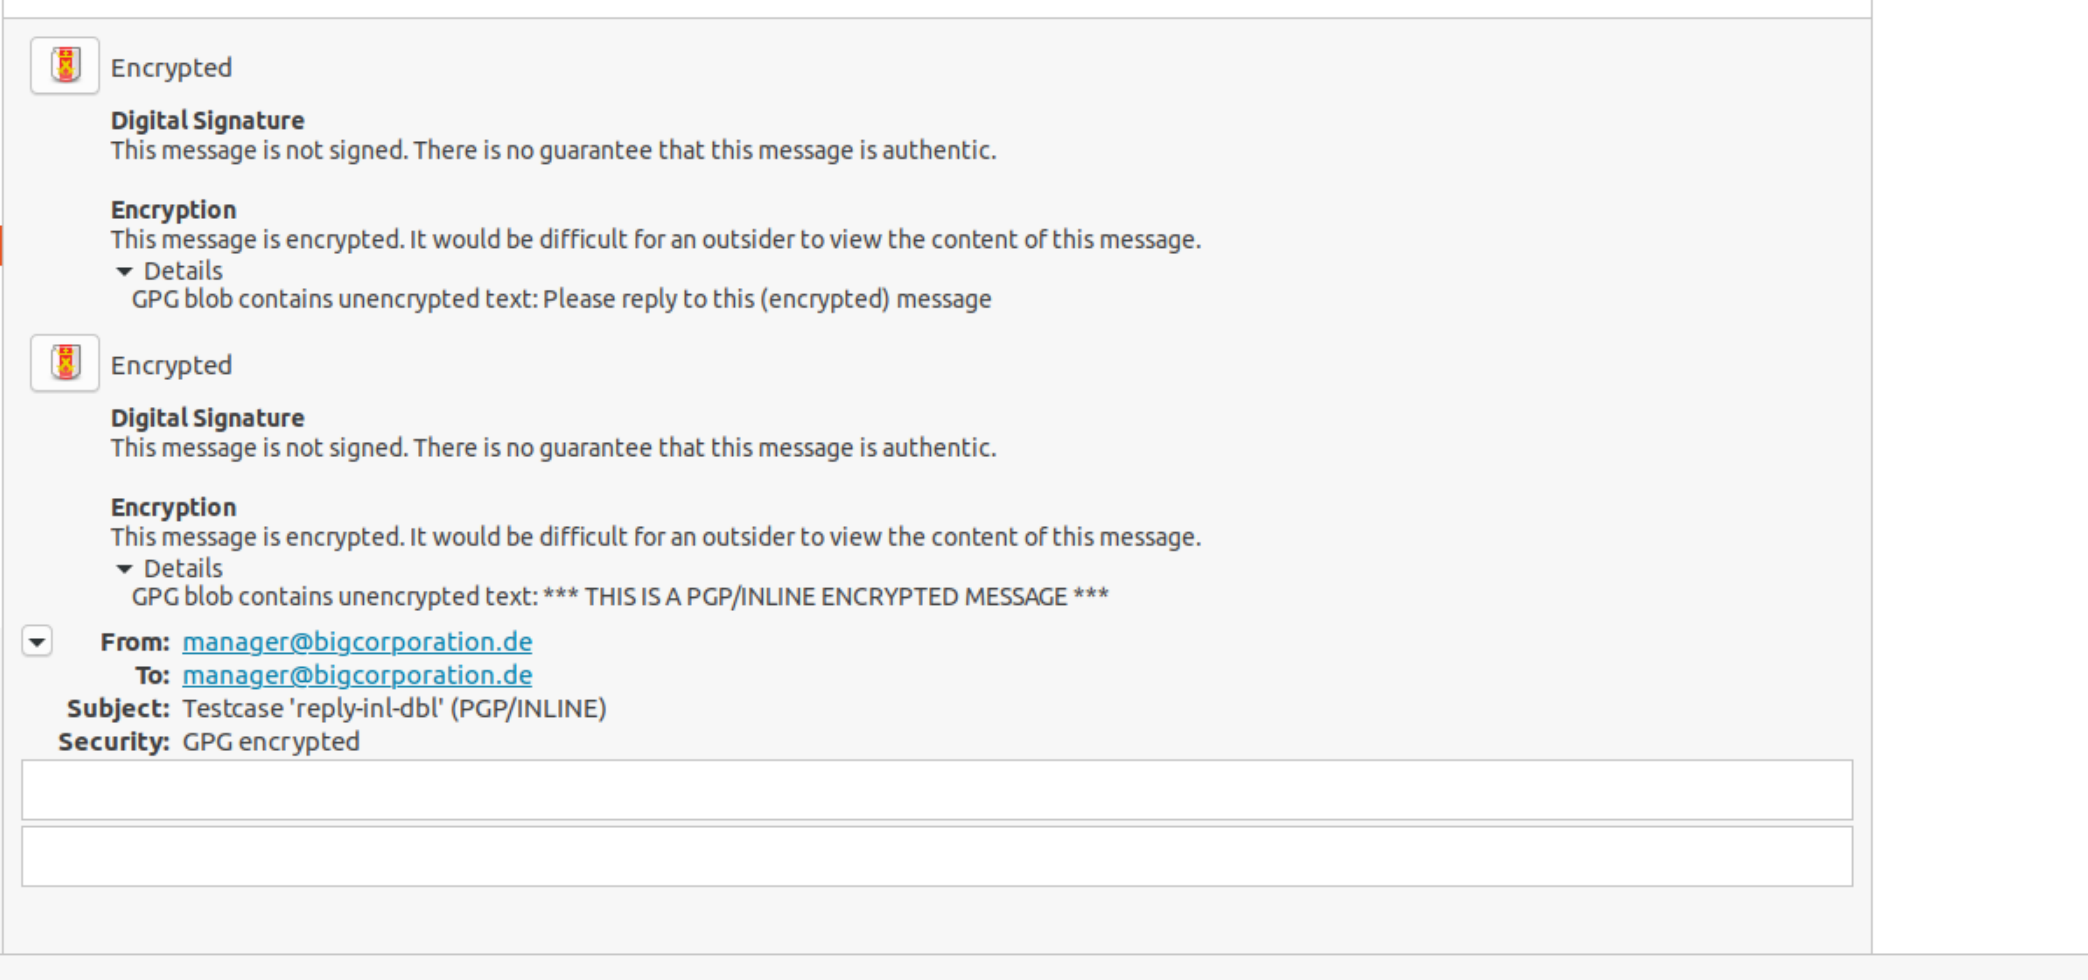 Encrypted
Digital Signature
This message is not signed. There is no guarantee that this message is authentic.
Encryption
This message is encrypted. It would be difficult for an outsider to view the content of this message.
Details
GPG blob contains unencrypted text: Please reply to this (encrypted) message
Encrypted
Digital Signature
This message is not signed. There is no guarantee that this message is authentic.
Encryption
This message is encrypted. It would be difficult for an outsider to view the content of this message.
Details
GPG blob contains unencrypted text: *** THIS IS A PGP/INLINE ENCRYPTED MESSAGE ***
From: manager@bigcorporation.de
To: manager@bigcorporation.de
Subject: Testcase 'reply-inl-dbl' (PGP/INLINE)
Security: GPG encrypted